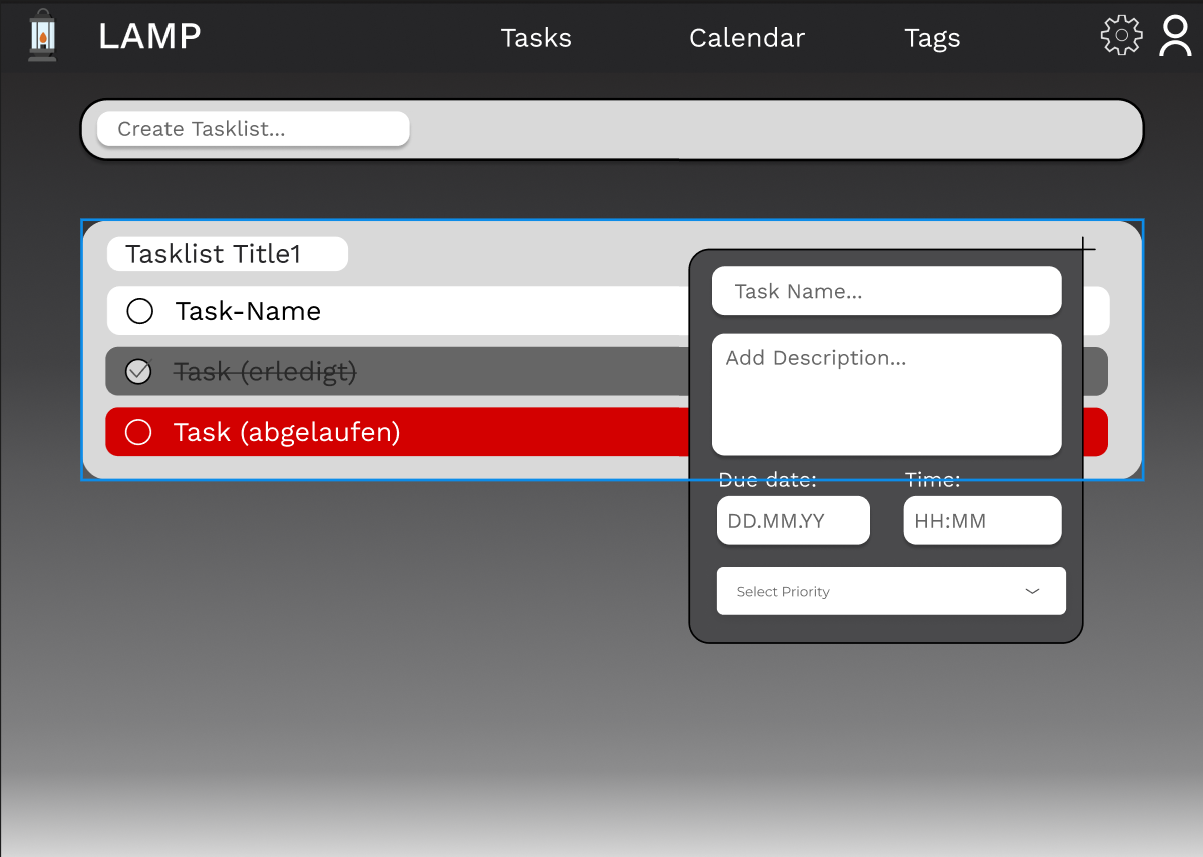 LAMP
Tasks
Calendar
Tags
Create Tasklist...
Tasklist Title1
Task-Name
Task (erledigt)
Task (abgelaufen)
Task Name...
Add Description...
Due date:
Time:
DD.MM.YY
HH:MM
Select Priority